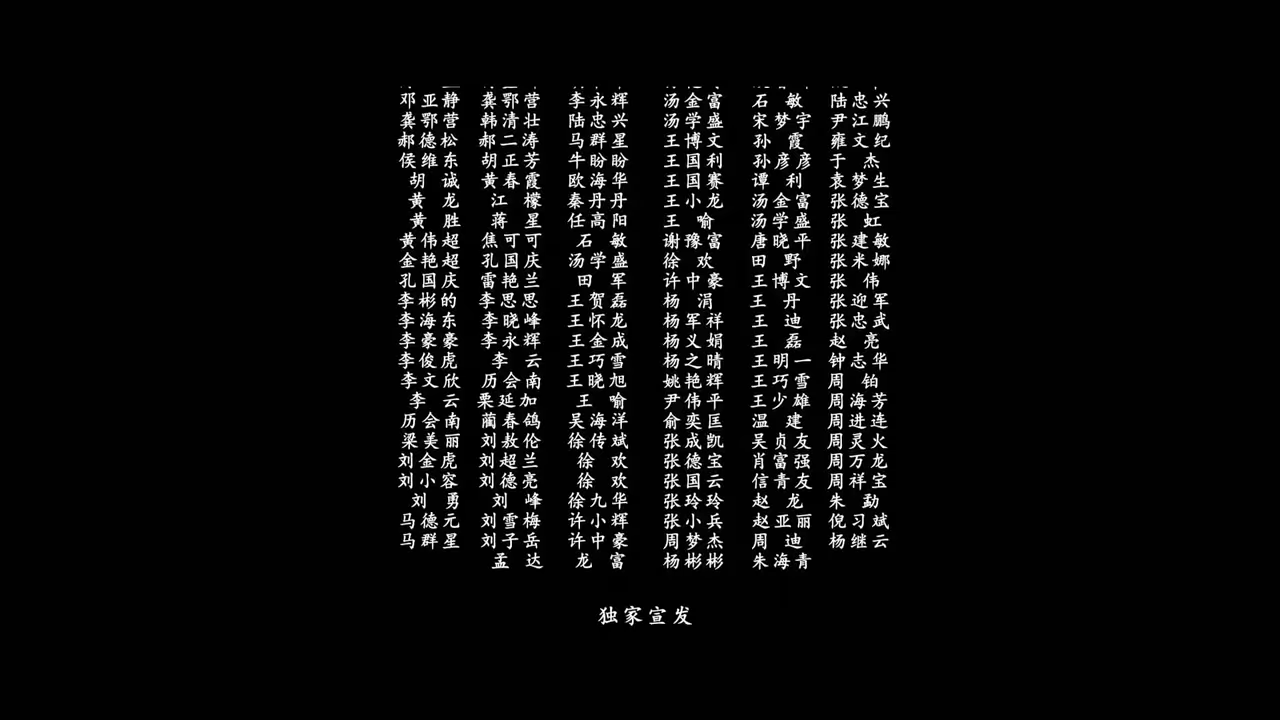 邓亚静 龚鄂营 李永辉 汤金富 石敏 陆忠兴
龚鄂营 韩清壮 陆忠兴 汤学盛 宋梦宇 尹江鹏
郝德松 郝二涛 马群星 王博文 孙霞 雍文纪
侯维东 胡正芳 牛盼盼 王国利 孙彦彦 于杰
胡诚 黄春霞 欧海华 王国赛 谭利 袁梦生
黄龙 江檬 秦丹丹 王小龙 汤金富 张德宝
黄胜 蒋星 任高阳 王喻 汤学盛 张虹
黄伟超 焦可可 石敏 谢豫富 唐晓平 张建敏
金艳超 孔国庆 汤学盛 徐欢 田野 张米娜
孔国庆 雷艳兰 田军 许中豪 王博文 张伟
李彬的 李思思 王贺磊 杨涓 王丹 张迎军
李海东 李晓峰 王怀龙 杨军祥 王迪 张忠武
李豪豪 李永辉 王金成 杨义娟 王磊 赵亮
李俊虎 李云 王巧雪 杨之晴 王明一 钟志华
李文欣 历会南 王晓旭 姚艳辉 王巧雪 周铂
李云 栗延加 王喻 尹伟平 王少雄 周海芳
历会南 蔺春鸽 吴海洋 俞奕匡 温建 周进连
梁美丽 刘敖伦 徐传斌 张成凯 吴贞友 周灵火
刘金虎 刘超兰 徐欢 张德宝 肖富强 周万龙
刘小容 刘德亮 徐欢 张国云 信青友 周祥宝
刘勇 刘峰 徐九华 张玲玲 赵龙 朱勐
马德元 刘雪梅 许小辉 张小兵 赵亚丽 倪习斌
马群星 刘子岳 许中豪 周梦杰 周迪 杨继云
孟达 龙富 杨彬彬 朱海青
独家宣发